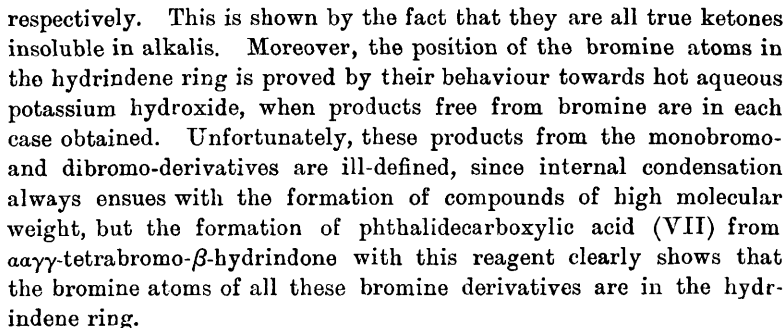 respectively. This is shown by the fact that they are all true ketones
insoluble in alkalis. Moreover, the position of the bromine atoms in
the hydrindene ring is proved by their behaviour towards hot aqueous
potassium hydroxide, when products free from bromine are in each
case obtained. Unfortunately, these products from the monobromo-
and dibromo-derivatives are ill-defined, since internal condensation
always ensues with the formation of compounds of high molecular
weight, but the formation of phthalidecarboxylic acid (VII) from
ααγγ-tetrabromo-β-hydrindone with this reagent clearly shows that
the bromine atoms of all these bromine derivatives are in the hydr-
indene ring.